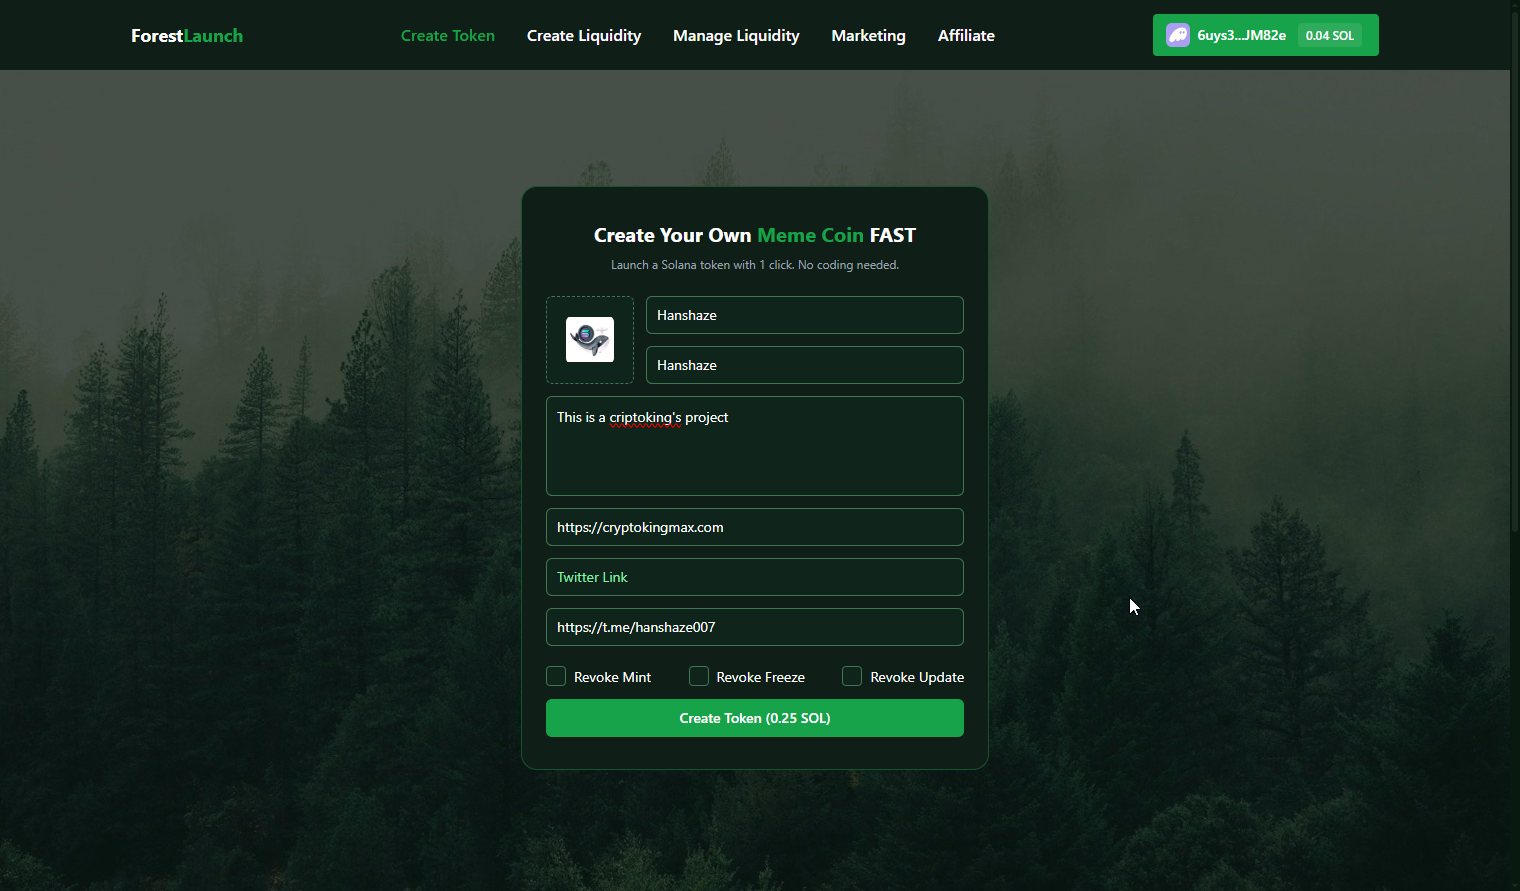 ForestLaunch
Create Token
Create Liquidity
Manage Liquidity
Marketing
Affiliate
6uys3...JM82e
0.04 SOL
Create Your Own Meme Coin FAST
Launch a Solana token with 1 click. No coding needed.
Hanshaze
Hanshaze
This is a criptoking's project
https://cryptokingmax.com
Twitter Link
https://t.me/hanshaze007
Revoke Mint
Revoke Freeze
Revoke Update
Create Token (0.25 SOL)